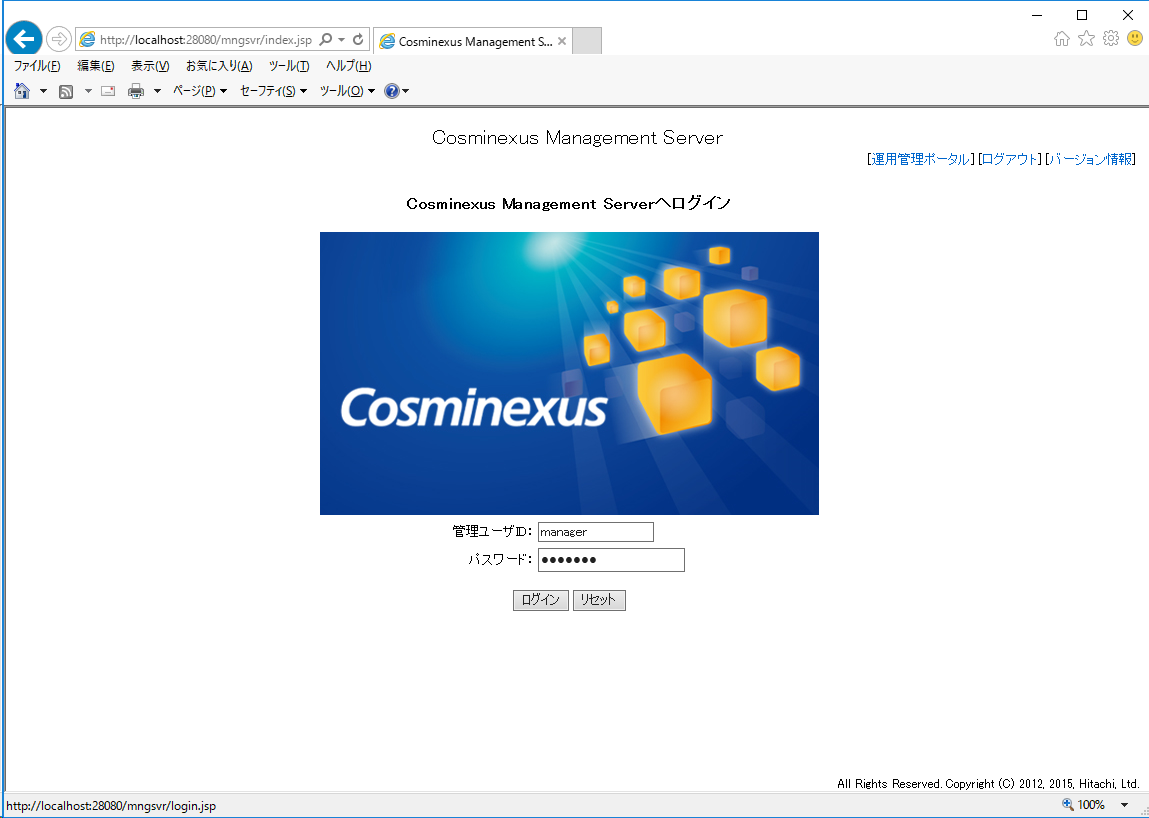 http://localhost:28080/mngsvr/index.jsp
Cosminexus Management S...
ファイル(F) 編集(E) 表示(V) お気に入り(A) ツール(T) ヘルプ(H)
ページ(P) セーフティ(S) ツール(O)
Cosminexus Management Server
[運用管理ポータル] [ログアウト] [バージョン情報]
Cosminexus Management Serverへログイン
Cosminexus
管理ユーザID: manager
パスワード: ●●●●●●●
ログイン リセット
All Rights Reserved. Copyright (C) 2012, 2015, Hitachi, Ltd.
http://localhost:28080/mngsvr/login.jsp
100%